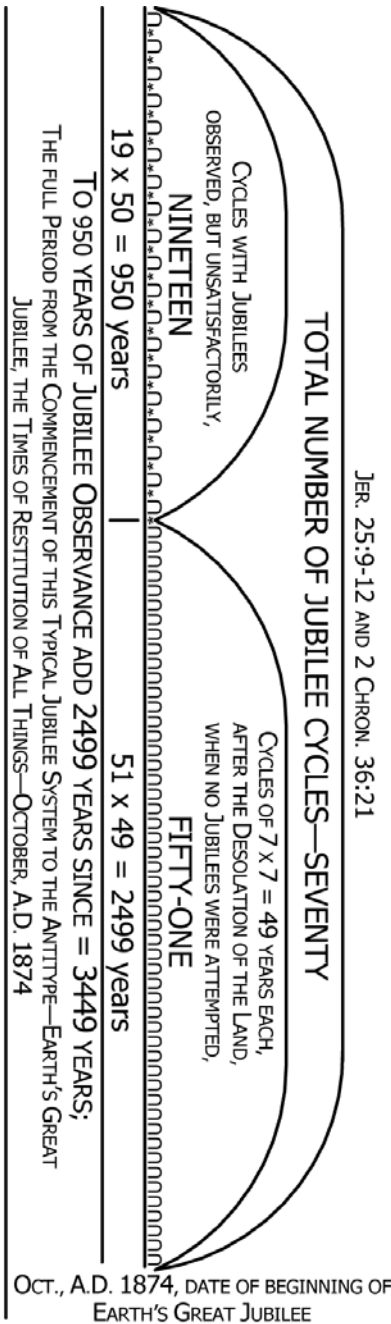 JER. 25:9-12 AND 2 CHRON. 36:21
TOTAL NUMBER OF JUBILEE CYCLES—SEVENTY
CYCLES WITH JUBILEES
OBSERVED, BUT UNSATISFACTORILY,
NINETEEN
CYCLES OF 7 x 7 = 49 YEARS EACH,
AFTER THE DESOLATION OF THE LAND,
WHEN NO JUBILEES WERE ATTEMPTED,
FIFTY-ONE
19 x 50 = 950 years
51 x 49 = 2499 years
TO 950 YEARS OF JUBILEE OBSERVANCE ADD 2499 YEARS SINCE = 3449 YEARS;
THE FULL PERIOD FROM THE COMMENCEMENT OF THIS TYPICAL JUBILEE SYSTEM TO THE ANTITYPE—EARTH'S GREAT
JUBILEE, THE TIMES OF RESTITUTION OF ALL THINGS—OCTOBER, A.D. 1874
OCT., A.D. 1874, DATE OF BEGINNING OF
EARTH'S GREAT JUBILEE